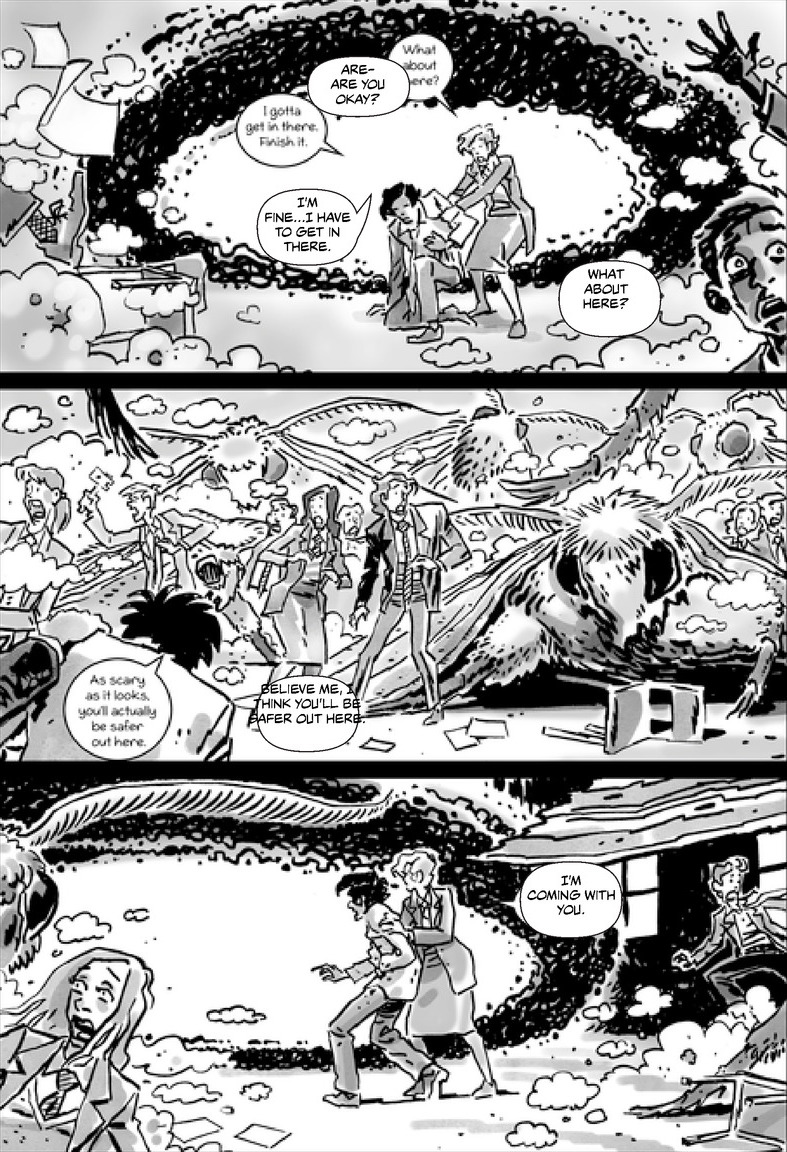 What
about
here?
ARE-
ARE YOU
OKAY?
I gotta
get in there.
Finish it.
I'M
FINE...I HAVE
TO GET IN
THERE.
WHAT
ABOUT
HERE?
As scary
as it looks,
you'll actually
be safer
out here.
BELIEVE ME, I
THINK YOU'LL BE
SAFER OUT HERE.
I'M
COMING WITH
YOU.